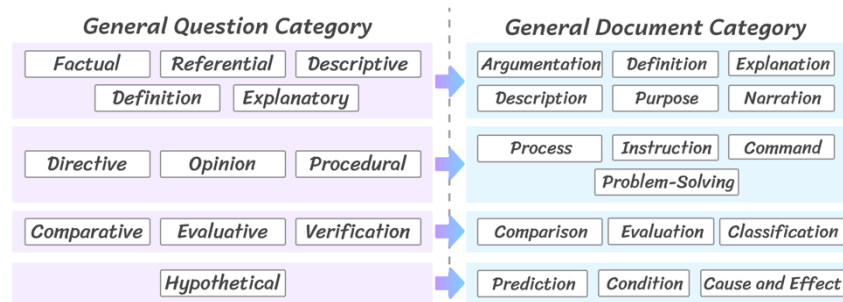 General Question Category
General Document Category
Factual Referential Descriptive
Definition Explanatory
Argumentation Definition Explanation
Description Purpose Narration
Directive Opinion Procedural
Process Instruction Command
Problem-Solving
Comparative Evaluative Verification
Comparison Evaluation Classification
Hypothetical
Prediction Condition Cause and Effect